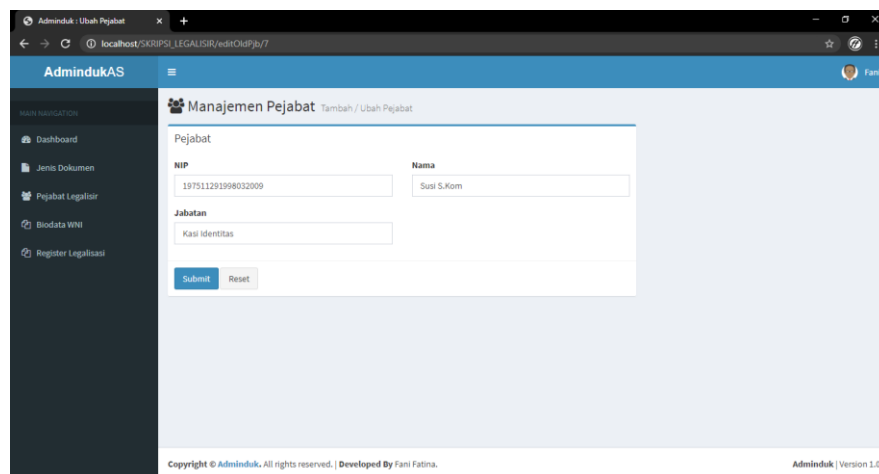 Adminduk : Ubah Pejabat
localhost/SKRIPSI_LEGALISIR/editOldPjb/7
AdmindukAS
Fani
MAIN NAVIGATION
Dashboard
Jenis Dokumen
Pejabat Legalisir
Biodata WNI
Register Legalisasi
Manajemen Pejabat Tambah / Ubah Pejabat
Pejabat
NIP
Nama
197511291998032009
Susi S.Kom
Jabatan
Kasi Identitas
Submit
Reset
Copyright © Adminduk. All rights reserved. | Developed By Fani Fatina.
Adminduk | Version 1.0